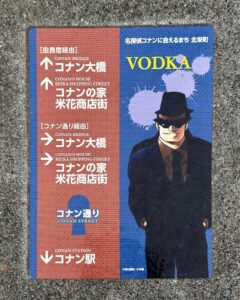 名探偵コナンに会えるまち 北栄町
VODKA
【由良宿経由】
CONAN BRIDGE
コナン大橋
CONAN'S HOUSE
BEIKA SHOPPING STREET
コナンの家
米花商店街
【コナン通り経由】
CONAN BRIDGE
コナン大橋
CONAN'S HOUSE
BEIKA SHOPPING STREET
コナンの家
米花商店街
コナン通り
CONAN STREET
CONAN STATION
コナン駅